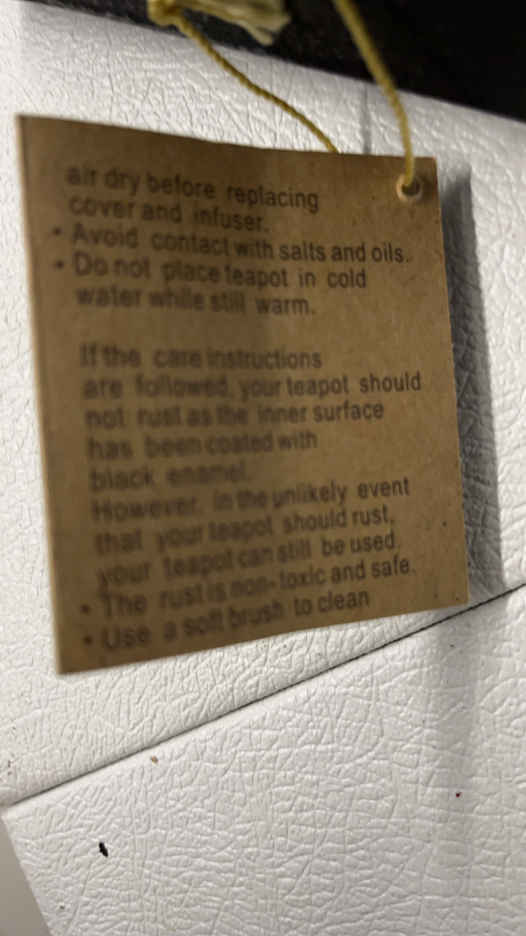 air dry before replacing
cover and infuser.
• Avoid contact with salts and oils.
• Do not place teapot in cold
water while still warm.
If the care instructions
are followed, your teapot should
not rust as the inner surface
has been coated with
black enamel.
However, in the unlikely event
that your teapot should rust,
your teapot can still be used.
• The rust is non-toxic and safe.
• Use a soft brush to clean